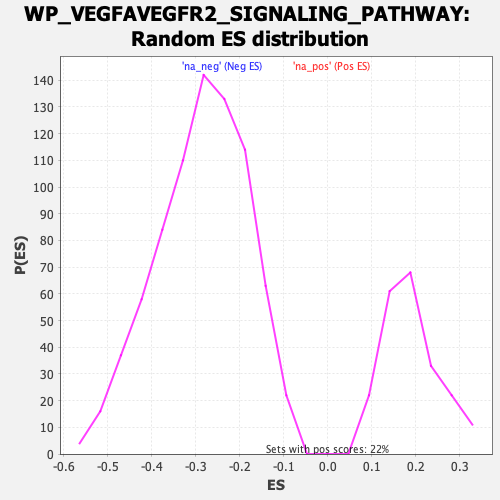 WP_VEGFAVEGFR2_SIGNALING_PATHWAY:
Random ES distribution
'na_neg' (Neg ES) 'na_pos' (Pos ES)
140
130
120
110
100
90
80
70
60
50
40
30
20
10
0
P(ES)
Sets with pos scores: 22%
-0.6 -0.5 -0.4 -0.3 -0.2 -0.1 0.0 0.1 0.2 0.3
ES